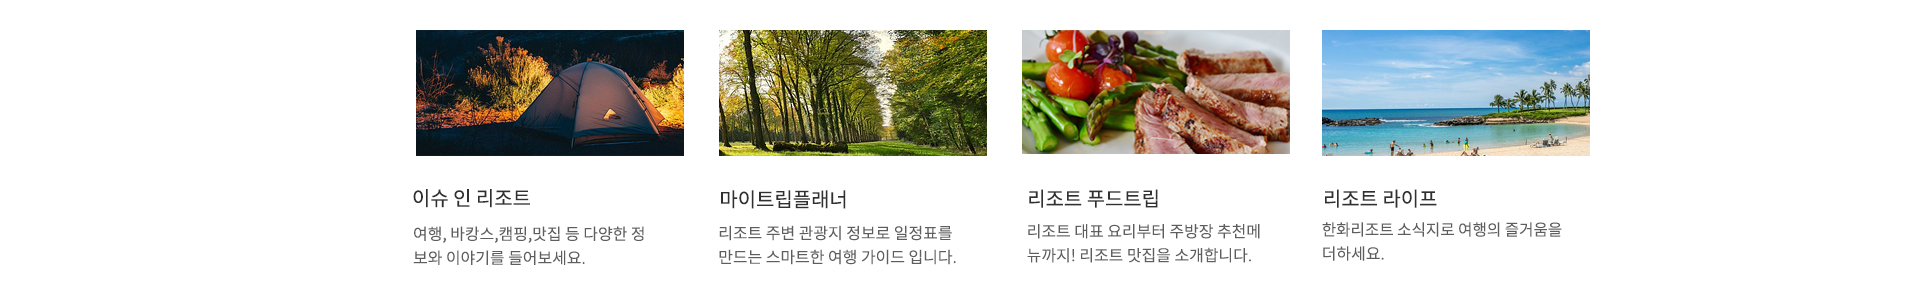 이슈 인 리조트
여행, 바캉스,캠핑,맛집 등 다양한 정
보와 이야기를 들어보세요.
마이트립플래너
리조트 주변 관광지 정보로 일정표를
만드는 스마트한 여행 가이드 입니다.
리조트 푸드트립
리조트 대표 요리부터 주방장 추천메
뉴까지! 리조트 맛집을 소개합니다.
리조트 라이프
한화리조트 소식지로 여행의 즐거움을
더하세요.